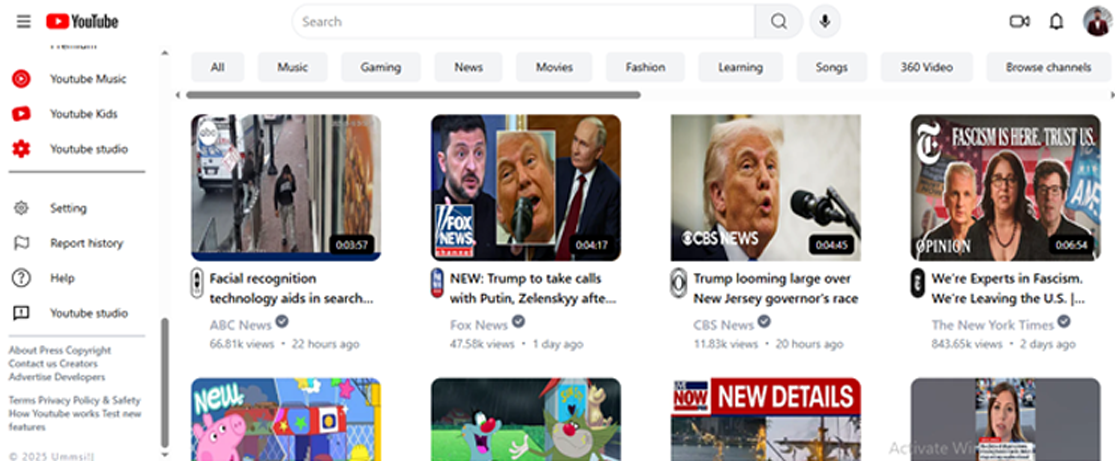 YouTube
Search
Premium
Youtube Music
Youtube Kids
Youtube studio
Setting
Report history
Help
Youtube studio
About Press Copyright
Contact us Creators
Advertise Developers
Terms Privacy Policy & Safety
How Youtube works Test new
features
© 2025 Ummsi!)
All Music Gaming News Movies Fashion Learning Songs 360 Video Browse channels
abc
0:03:57
Facial recognition
technology aids in search...
ABC News
66.81k views • 22 hours ago
FOX
NEWS
channel
0:04:17
NEW: Trump to take calls
with Putin, Zelenskyy afte...
Fox News
47.58k views • 1 day ago
CBS NEWS
0:04:45
Trump looming large over
New Jersey governor's race
CBS News
11.83k views • 20 hours ago
FASCISM IS HERE. TRUST US.
OPINION
0:06:54
We're Experts in Fascism.
We're Leaving the U.S. |...
The New York Times
843.65k views • 2 days ago
New
LIVE
NOW
NEW DETAILS
Activate Win